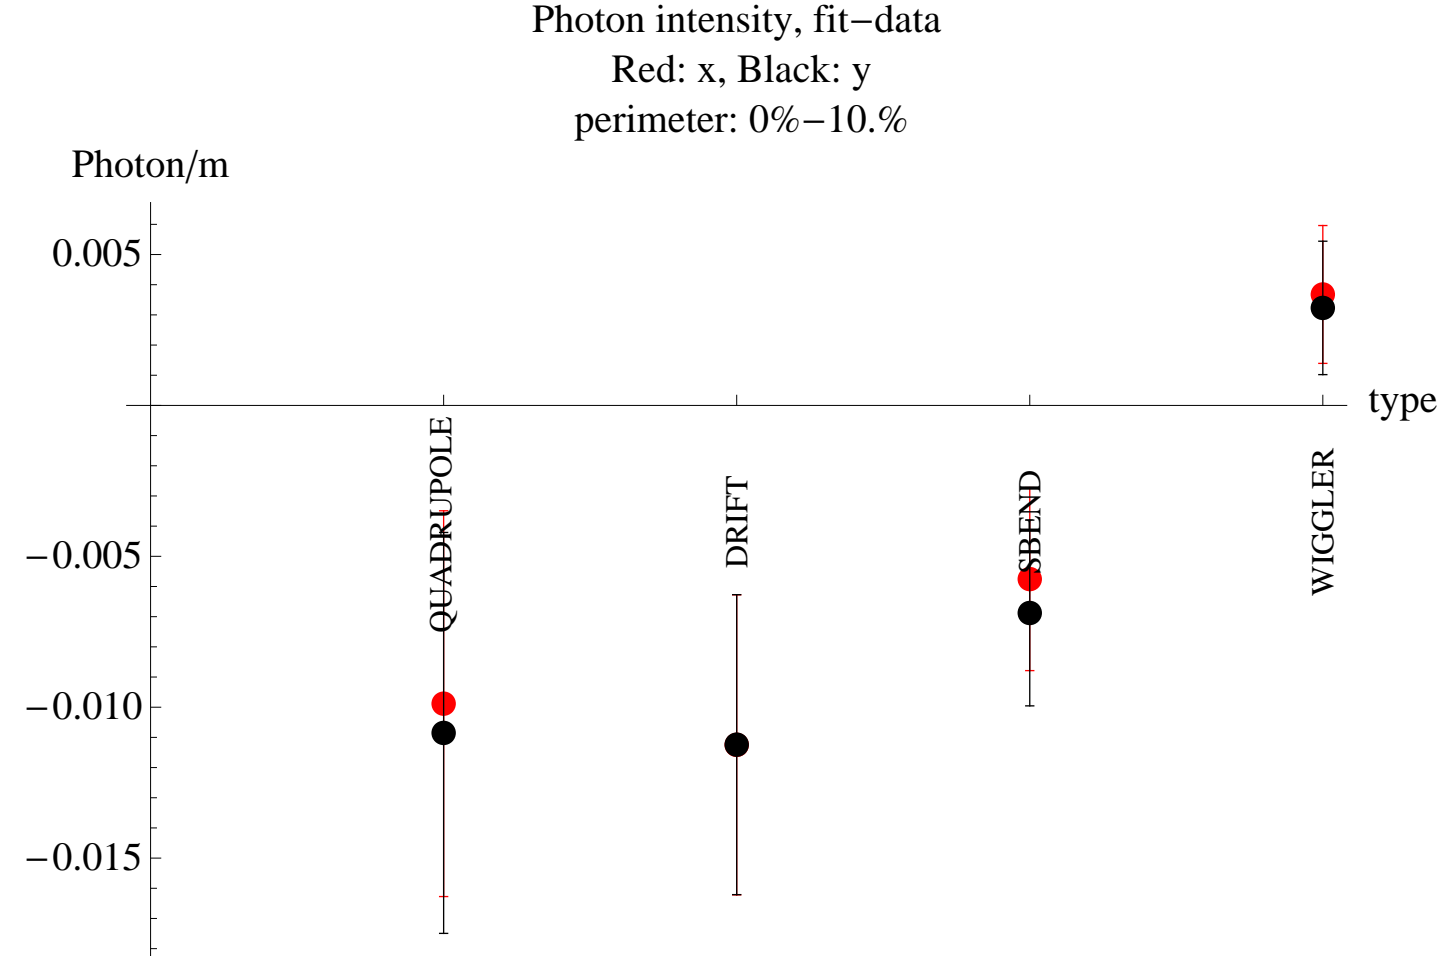 Photon intensity, fit−data
Red: x, Black: y
perimeter: 0%−10.%
Photon/m
0.005
type
QUADRUPOLE
DRIFT
SBEND
WIGGLER
−0.005
−0.010
−0.015